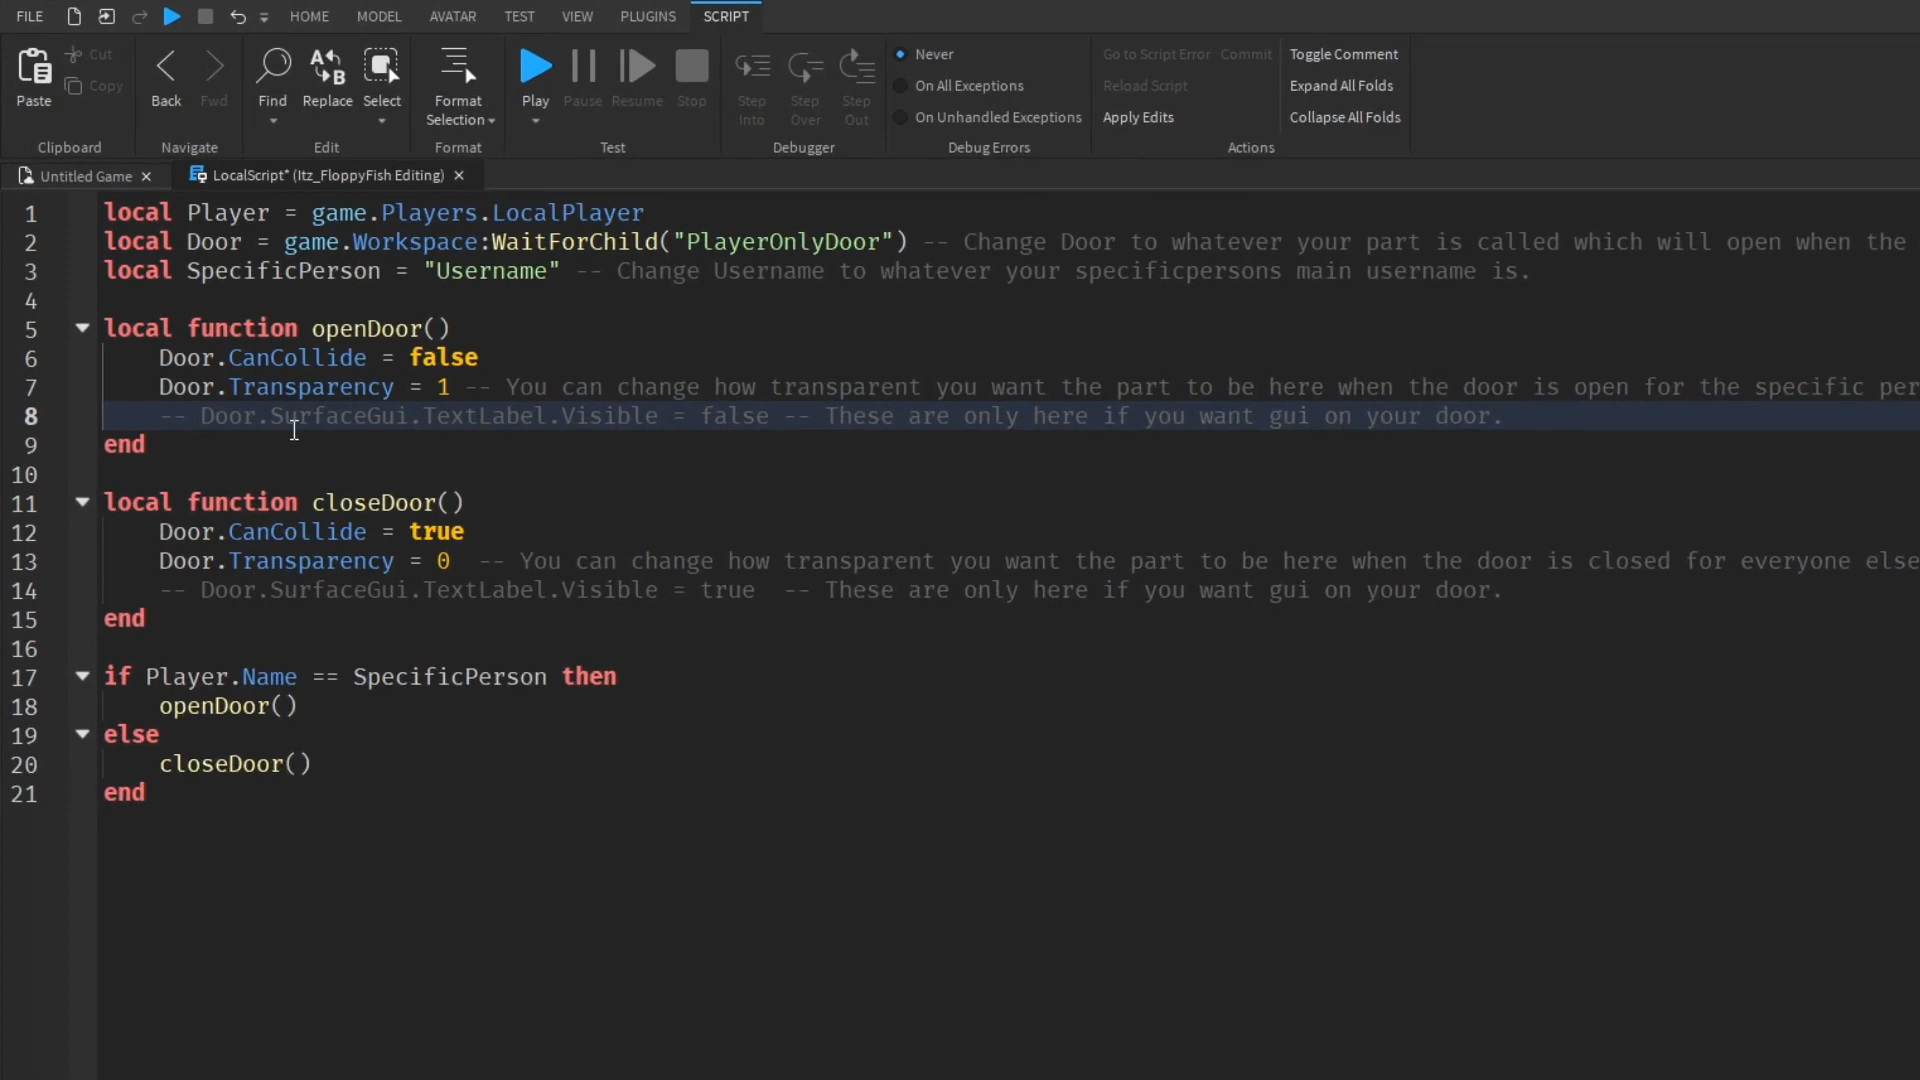 FILE HOME MODEL AVATAR TEST VIEW PLUGINS SCRIPT
Paste Cut Copy Back Fwd Find Replace Select Format Selection Play Pause Resume Stop Step Into Step Over Step Out
Never
On All Exceptions
On Unhandled Exceptions
Go to Script Error Commit
Reload Script
Apply Edits
Toggle Comment
Expand All Folds
Collapse All Folds
Clipboard Navigate Edit Format Test Debugger Debug Errors Actions
Untitled Game × LocalScript* (Itz_FloppyFish Editing) ×
1 local Player = game.Players.LocalPlayer
2 local Door = game.Workspace:WaitForChild("PlayerOnlyDoor") -- Change Door to whatever your part is called which will open when the
3 local SpecificPerson = "Username" -- Change Username to whatever your specificpersons main username is.
4
5 local function openDoor()
6 Door.CanCollide = false
7 Door.Transparency = 1 -- You can change how transparent you want the part to be here when the door is open for the specific per
8 -- Door.SurfaceGui.TextLabel.Visible = false -- These are only here if you want gui on your door.
9 end
10
11 local function closeDoor()
12 Door.CanCollide = true
13 Door.Transparency = 0 -- You can change how transparent you want the part to be here when the door is closed for everyone else
14 -- Door.SurfaceGui.TextLabel.Visible = true -- These are only here if you want gui on your door.
15 end
16
17 if Player.Name == SpecificPerson then
18 openDoor()
19 else
20 closeDoor()
21 end